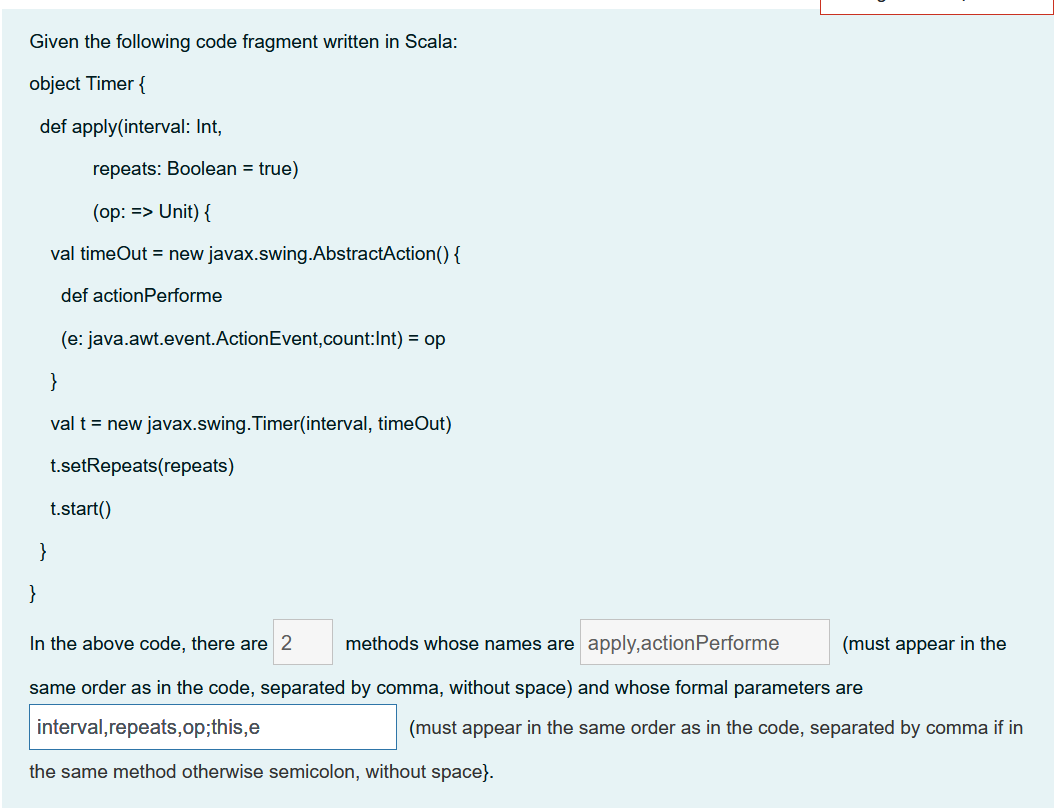 Given the following code fragment written in Scala:
object Timer {
def apply(interval: Int,
repeats: Boolean = true)
(op: => Unit) {
val timeOut = new javax.swing.AbstractAction() {
def actionPerforme
(e: java.awt.event.ActionEvent,count:Int) = op
}
val t = new javax.swing.Timer(interval, timeOut)
t.setRepeats(repeats)
t.start()
}
}
In the above code, there are 2 methods whose names are apply,actionPerforme (must appear in the
same order as in the code, separated by comma, without space) and whose formal parameters are
interval,repeats,op;this,e (must appear in the same order as in the code, separated by comma if in
the same method otherwise semicolon, without space}.